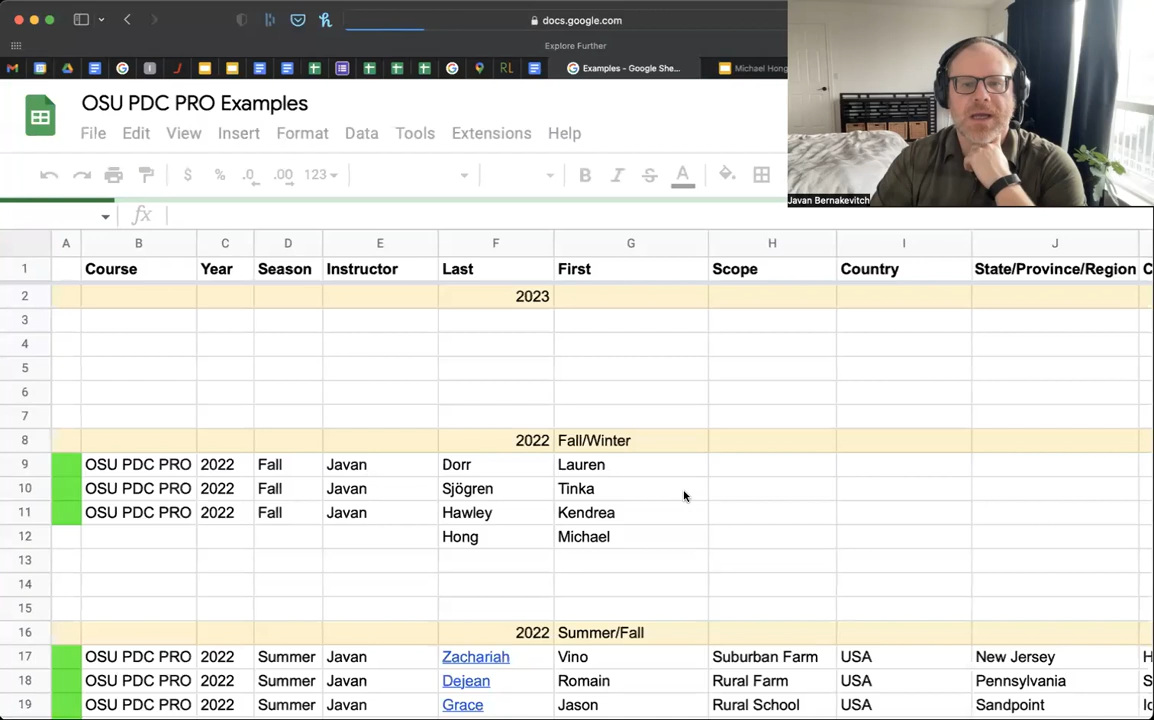 docs.google.com
Explore Further
Examples - Google She...
Michael Hong
OSU PDC PRO Examples
File Edit View Insert Format Data Tools Extensions Help
$ % .0 .00 123 B I S A
fx
A B C D E F G H I J
1 Course Year Season Instructor Last First Scope Country State/Province/Region C
2 2023
3
4
5
6
7
8 2022 Fall/Winter
9 OSU PDC PRO 2022 Fall Javan Dorr Lauren
10 OSU PDC PRO 2022 Fall Javan Sjögren Tinka
11 OSU PDC PRO 2022 Fall Javan Hawley Kendrea
12 Hong Michael
13
14
15
16 2022 Summer/Fall
17 OSU PDC PRO 2022 Summer Javan Zachariah Vino Suburban Farm USA New Jersey H
18 OSU PDC PRO 2022 Summer Javan Dejean Romain Rural Farm USA Pennsylvania S
19 OSU PDC PRO 2022 Summer Javan Grace Jason Rural School USA Sandpoint
Javan Bernakevitch